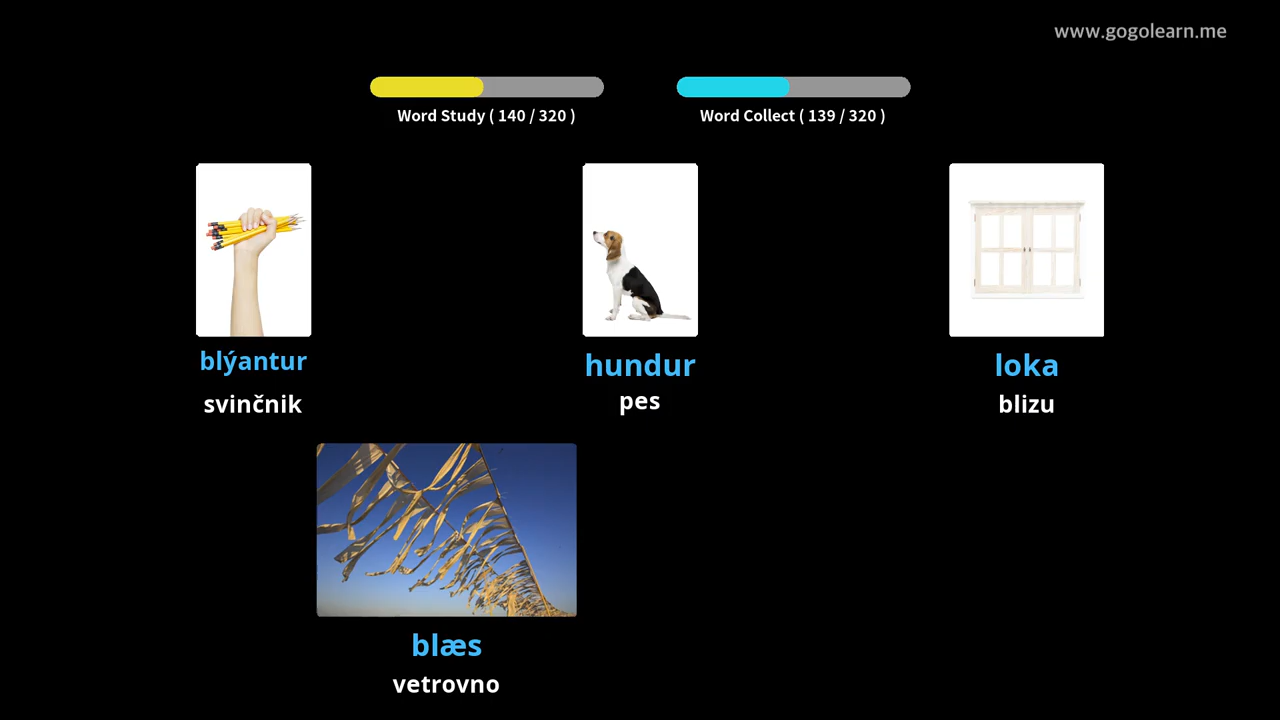 www.gogolearn.me
Word Study ( 140 / 320 )
Word Collect ( 139 / 320 )
blýantur
svinčnik
hundur
pes
loka
blizu
blæs
vetrovno